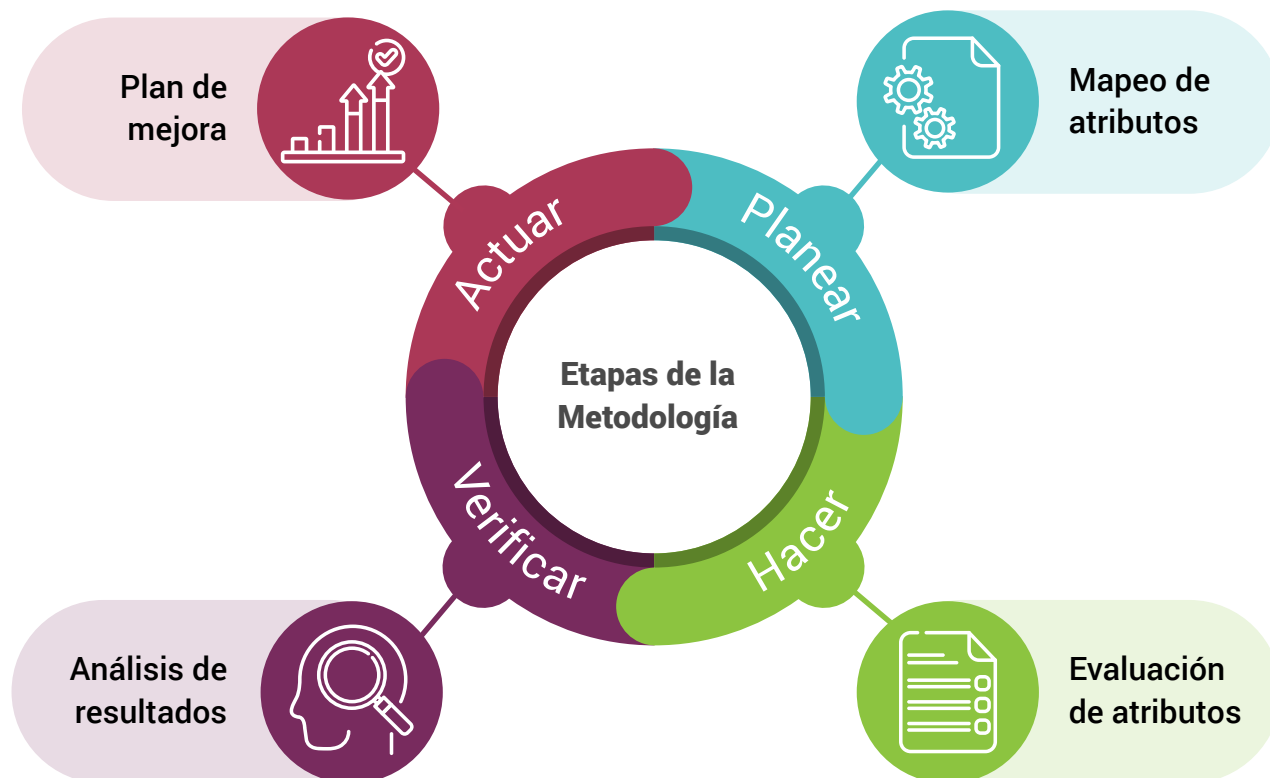 Plan de
mejora
Mapeo de
atributos
Actuar
Planear
Etapas de la
Metodología
Verificar
Hacer
Análisis de
resultados
Evaluación
de atributos